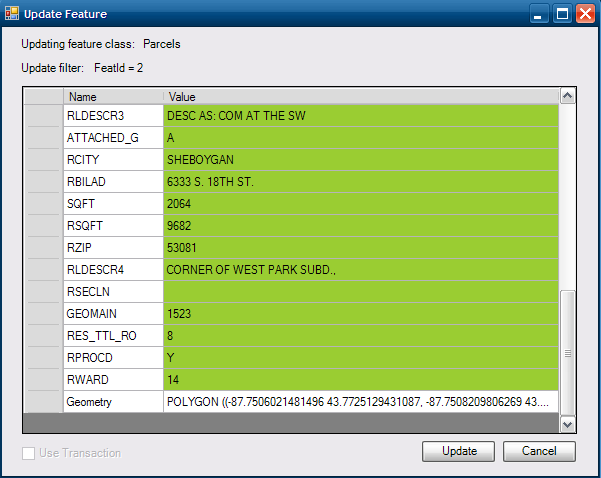 Update Feature
Updating feature class: Parcels
Update filter: FeatId = 2
Name Value
RLDESCR3 DESC AS: COM AT THE SW
ATTACHED_G A
RCITY SHEBOYGAN
RBILAD 6333 S. 18TH ST.
SQFT 2064
RSQFT 9682
RZIP 53081
RLDESCR4 CORNER OF WEST PARK SUBD.,
RSECLN
GEOMAIN 1523
RES_TTL_RO 8
RPROCD Y
RWARD 14
Geometry POLYGON ((-87.7506021481496 43.7725129431087, -87.7508209806269 43....
Use Transaction Update Cancel